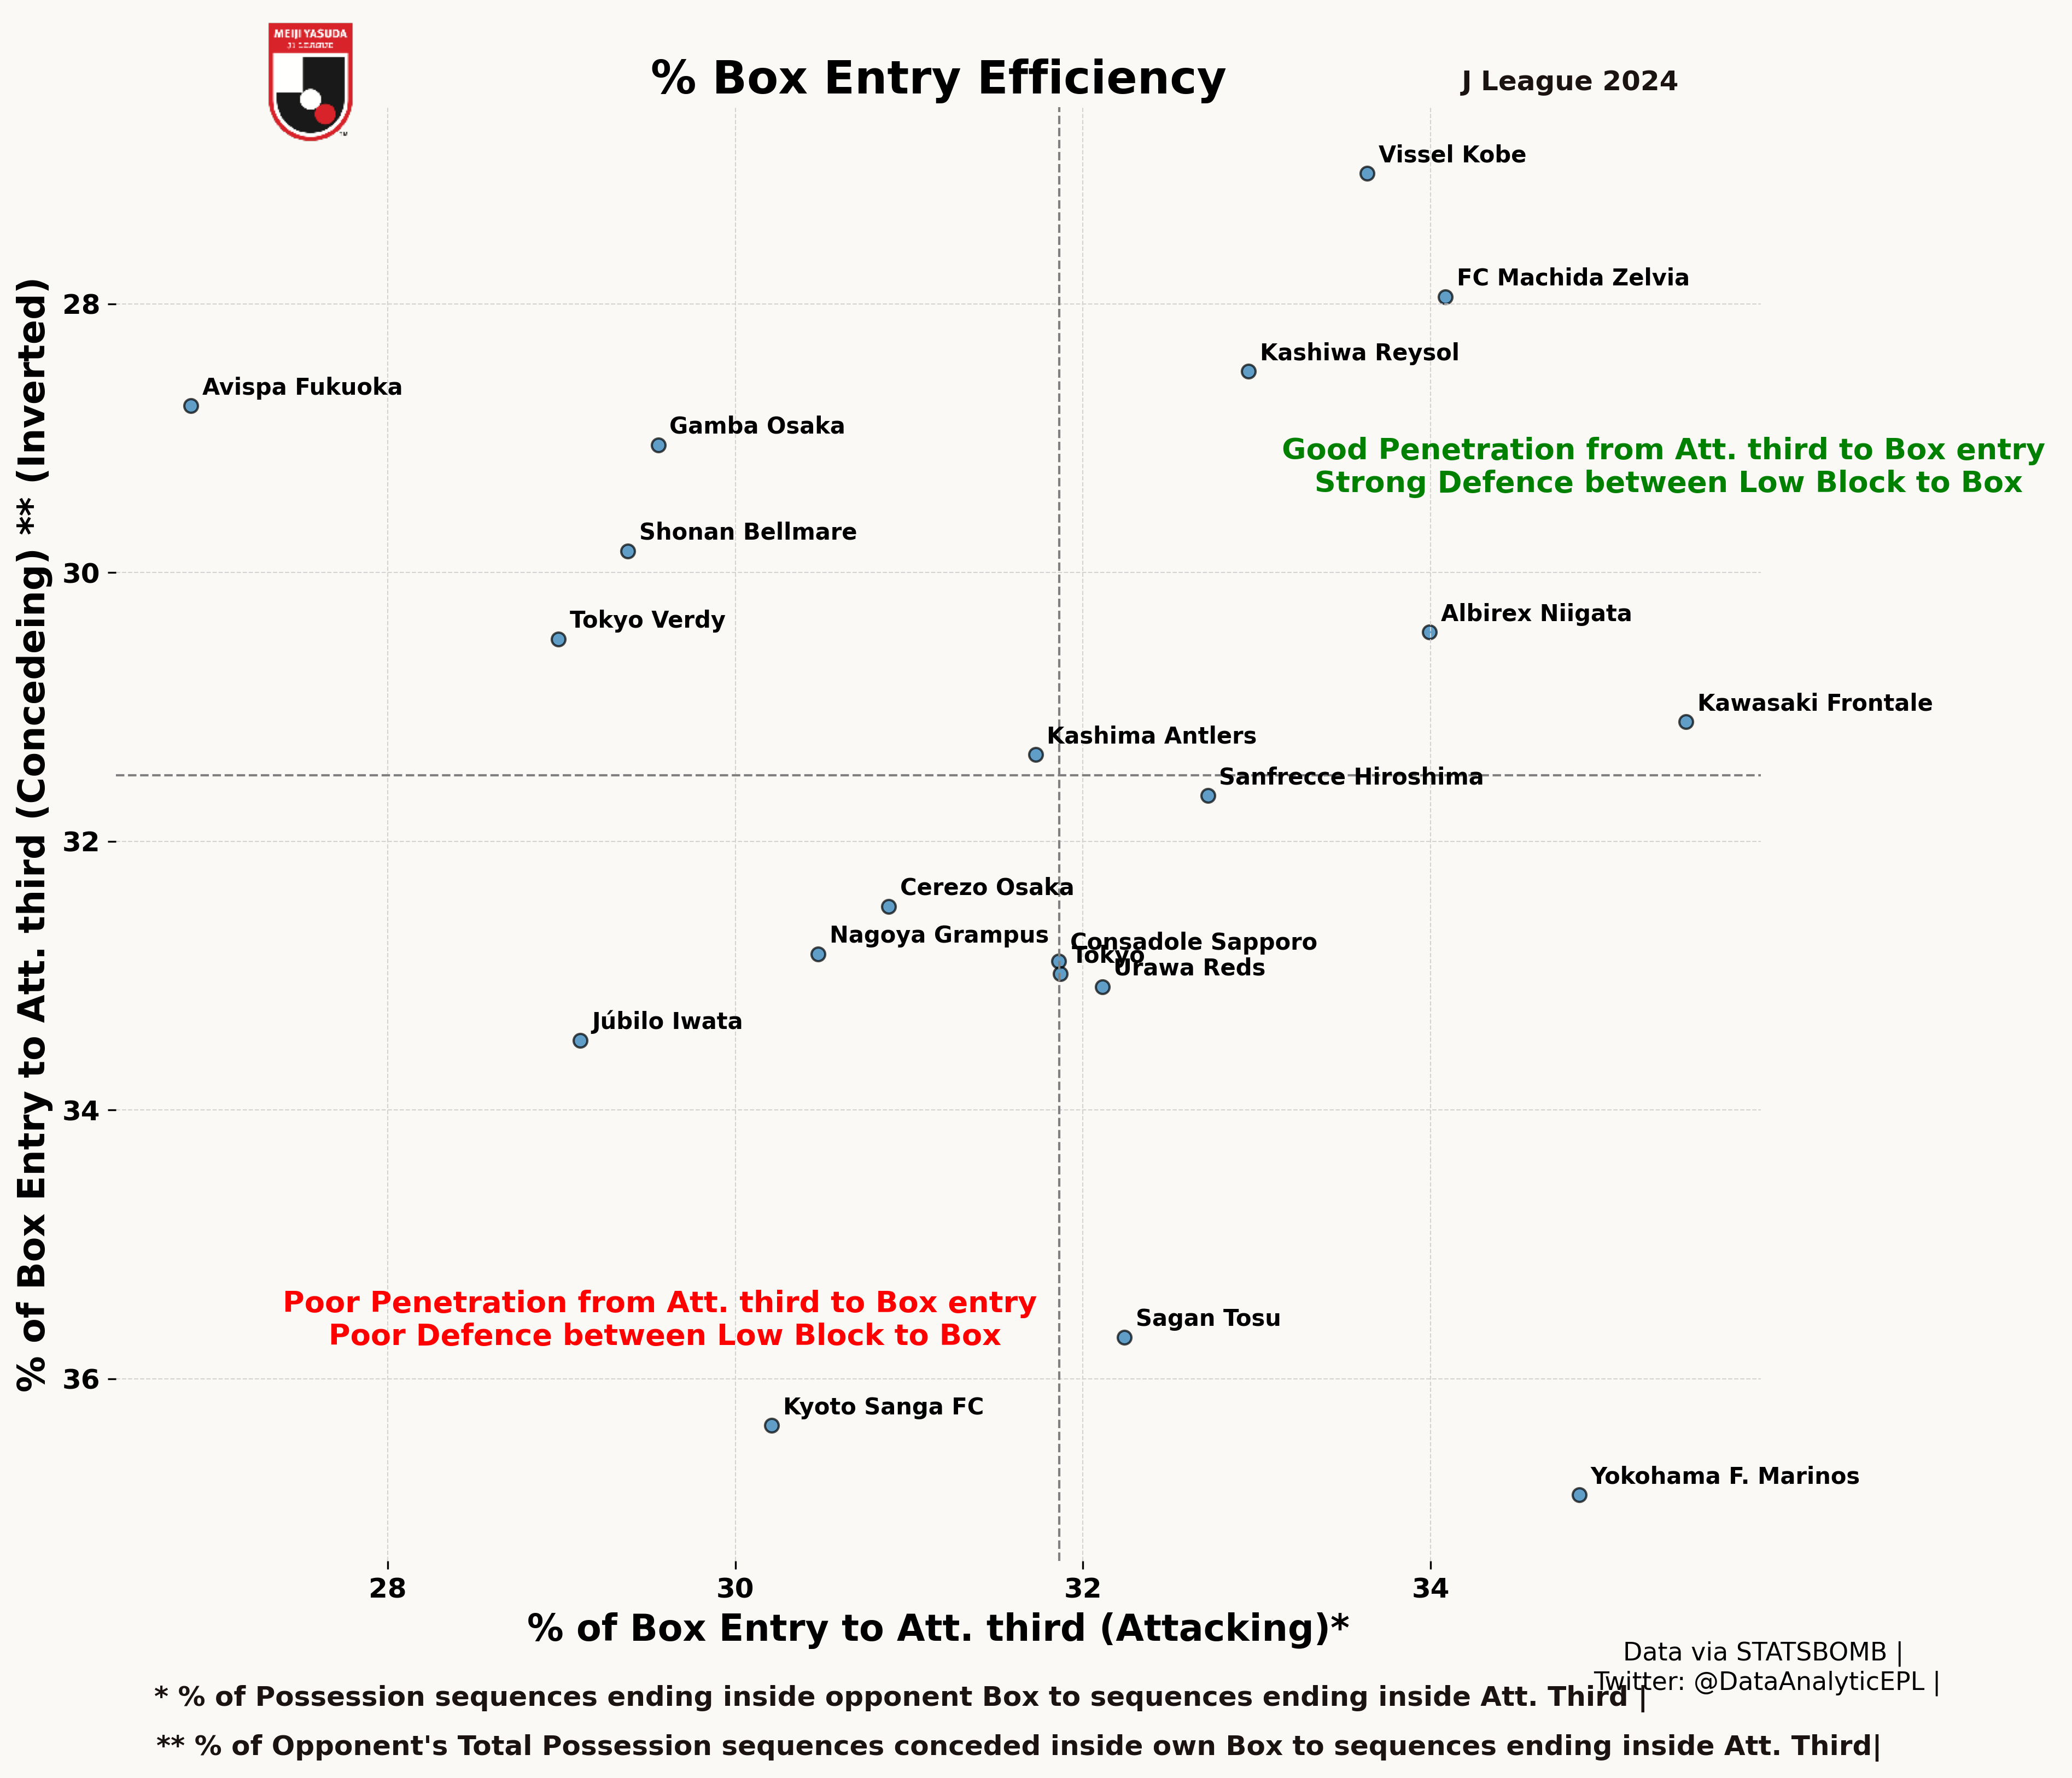 MEIJI YASUDA
J1 LEAGUE
% Box Entry Efficiency
J League 2024
Vissel Kobe
FC Machida Zelvia
28
Kashiwa Reysol
Avispa Fukuoka
Gamba Osaka
Good Penetration from Att. third to Box entry
Strong Defence between Low Block to Box
Shonan Bellmare
30
Tokyo Verdy
Albirex Niigata
Kawasaki Frontale
Kashima Antlers
Sanfrecce Hiroshima
32
Cerezo Osaka
Nagoya Grampus
Consadole Sapporo
Tokyo
Urawa Reds
Júbilo Iwata
34
Poor Penetration from Att. third to Box entry
Poor Defence between Low Block to Box
Sagan Tosu
36
Kyoto Sanga FC
Yokohama F. Marinos
% of Box Entry to Att. third (Concedeing) ** (Inverted)
28 30 32 34
% of Box Entry to Att. third (Attacking)*
Data via STATSBOMB |
Twitter: @DataAnalyticEPL |
* % of Possession sequences ending inside opponent Box to sequences ending inside Att. Third |
** % of Opponent's Total Possession sequences conceded inside own Box to sequences ending inside Att. Third|